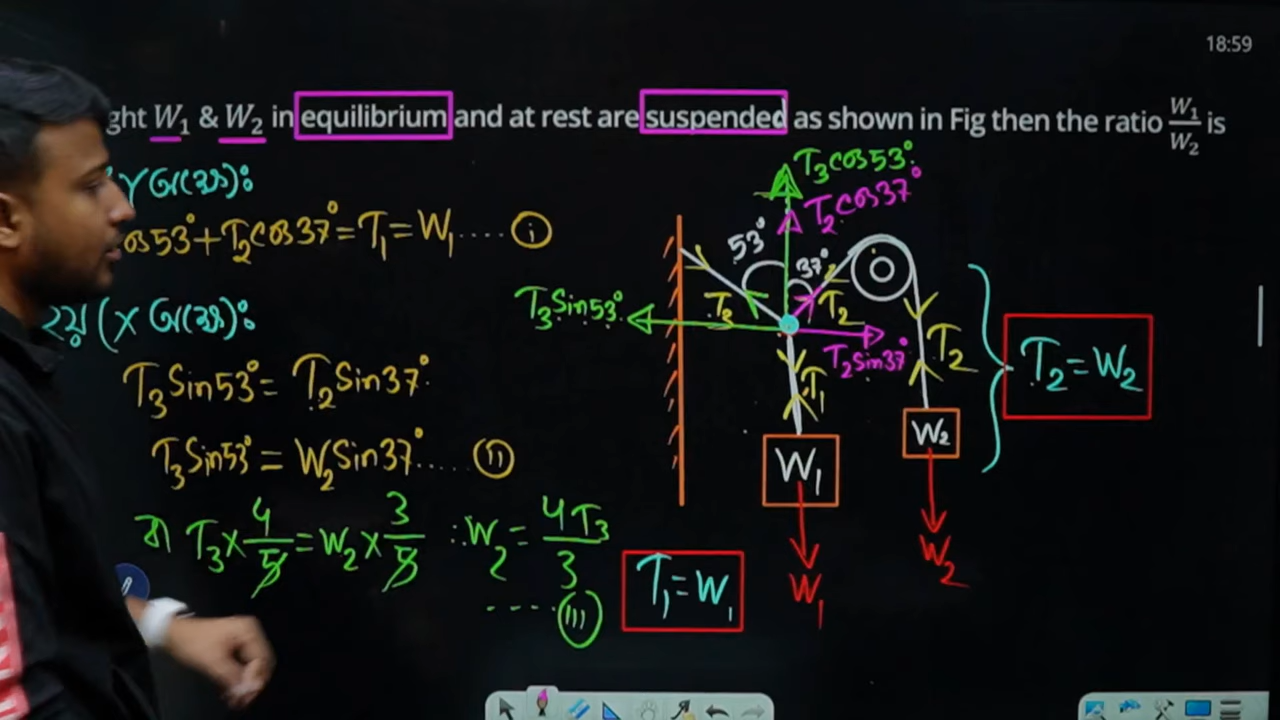 18:59
W₁ & W₂ in equilibrium and at rest are suspended as shown in Fig then the ratio W₁/W₂ is
cos53°+T₂cos37°=T₁=W₁....(i)
T₃Sin53°=T₂Sin37°
T₃Sin53°=W₂Sin37°....(ii)
বা T₃×4/5=W₂×3/5 ∴W₂=4T₃/3
....(iii)
T₃cos53°
T₂cos37°
53°
37°
T₃Sin53°
T₃
T₂
T₂Sin37°
T₂
T₁
W₁
W₂
T₂=W₂
W₁
W₂
T₁=W₁